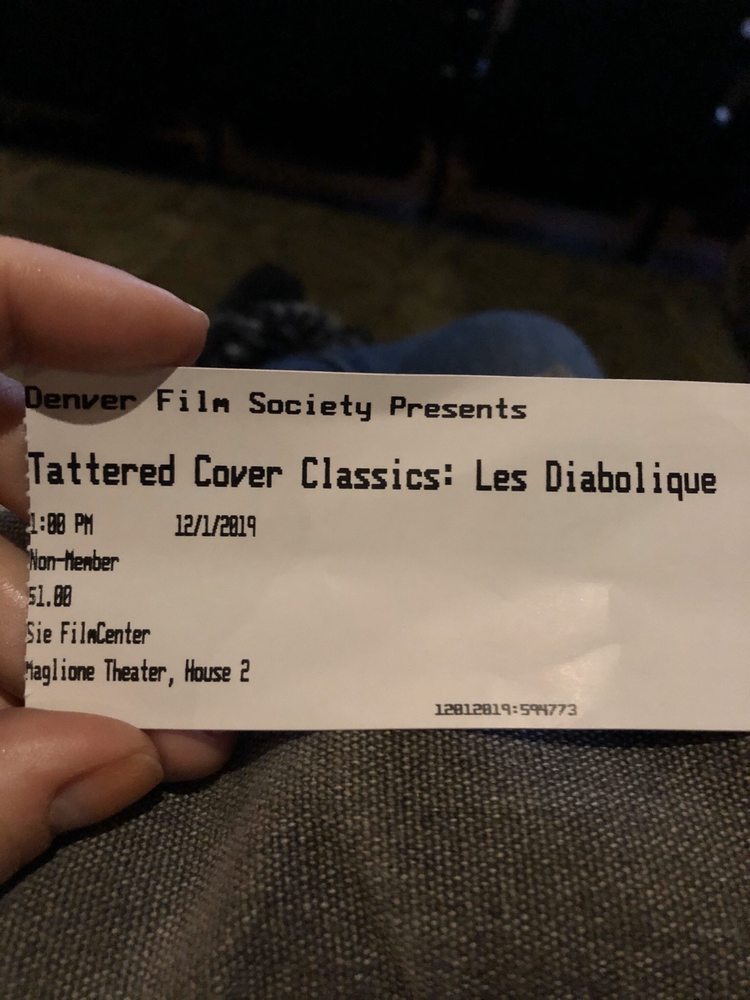 Denver Film Society Presents
Tattered Cover Classics: Les Diabolique
1:00 PM 12/1/2019
Non-Member
$1.00
Sie FilmCenter
Maglione Theater, House 2
12012019:594773